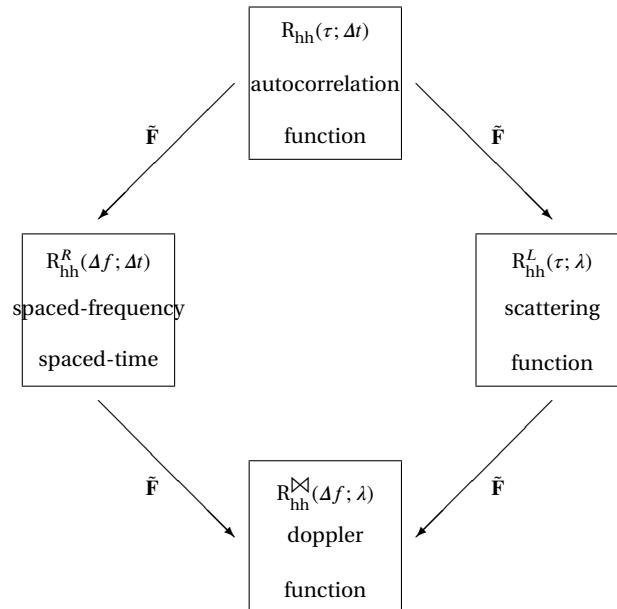 R_hh(τ; Δt)
autocorrelation
function
F̃
F̃
R^R_hh(Δf; Δt)
spaced-frequency
spaced-time
R^L_hh(τ; λ)
scattering
function
F̃
F̃
R^⋈_hh(Δf; λ)
doppler
function